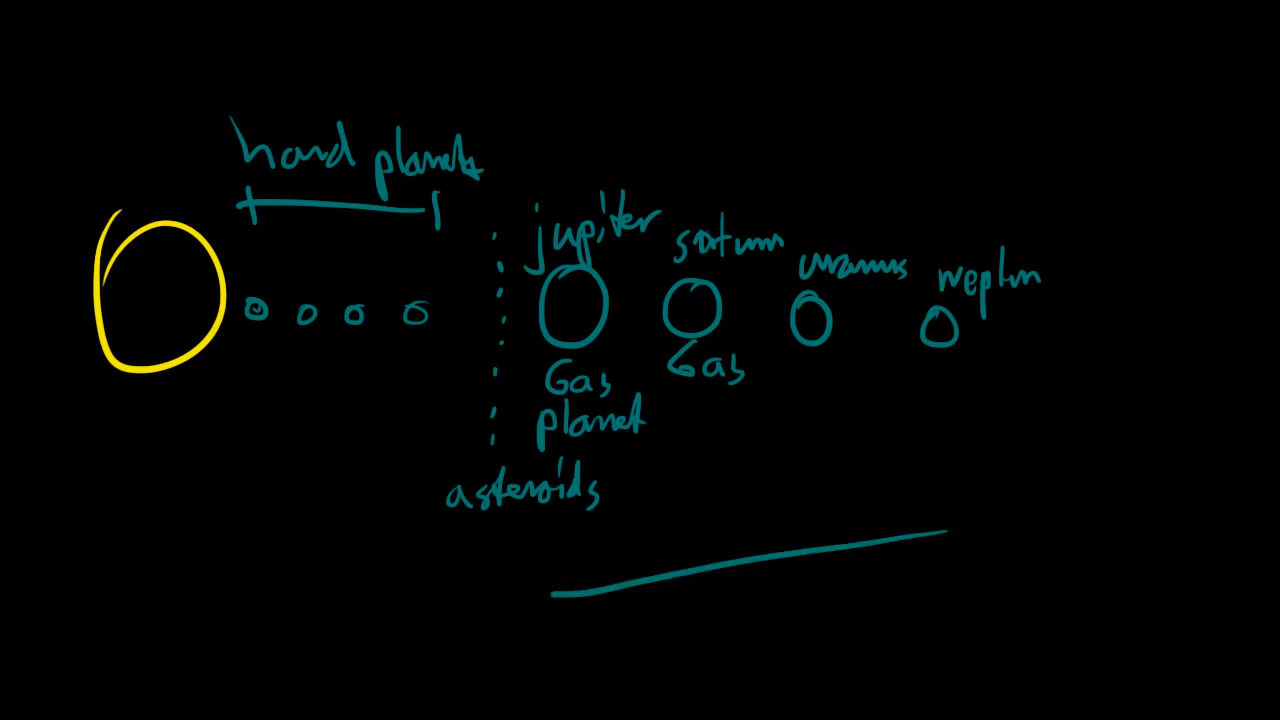 hard planets
jupiter
saturn
uranus
neptun
Gas
planet
Gas
asteroids